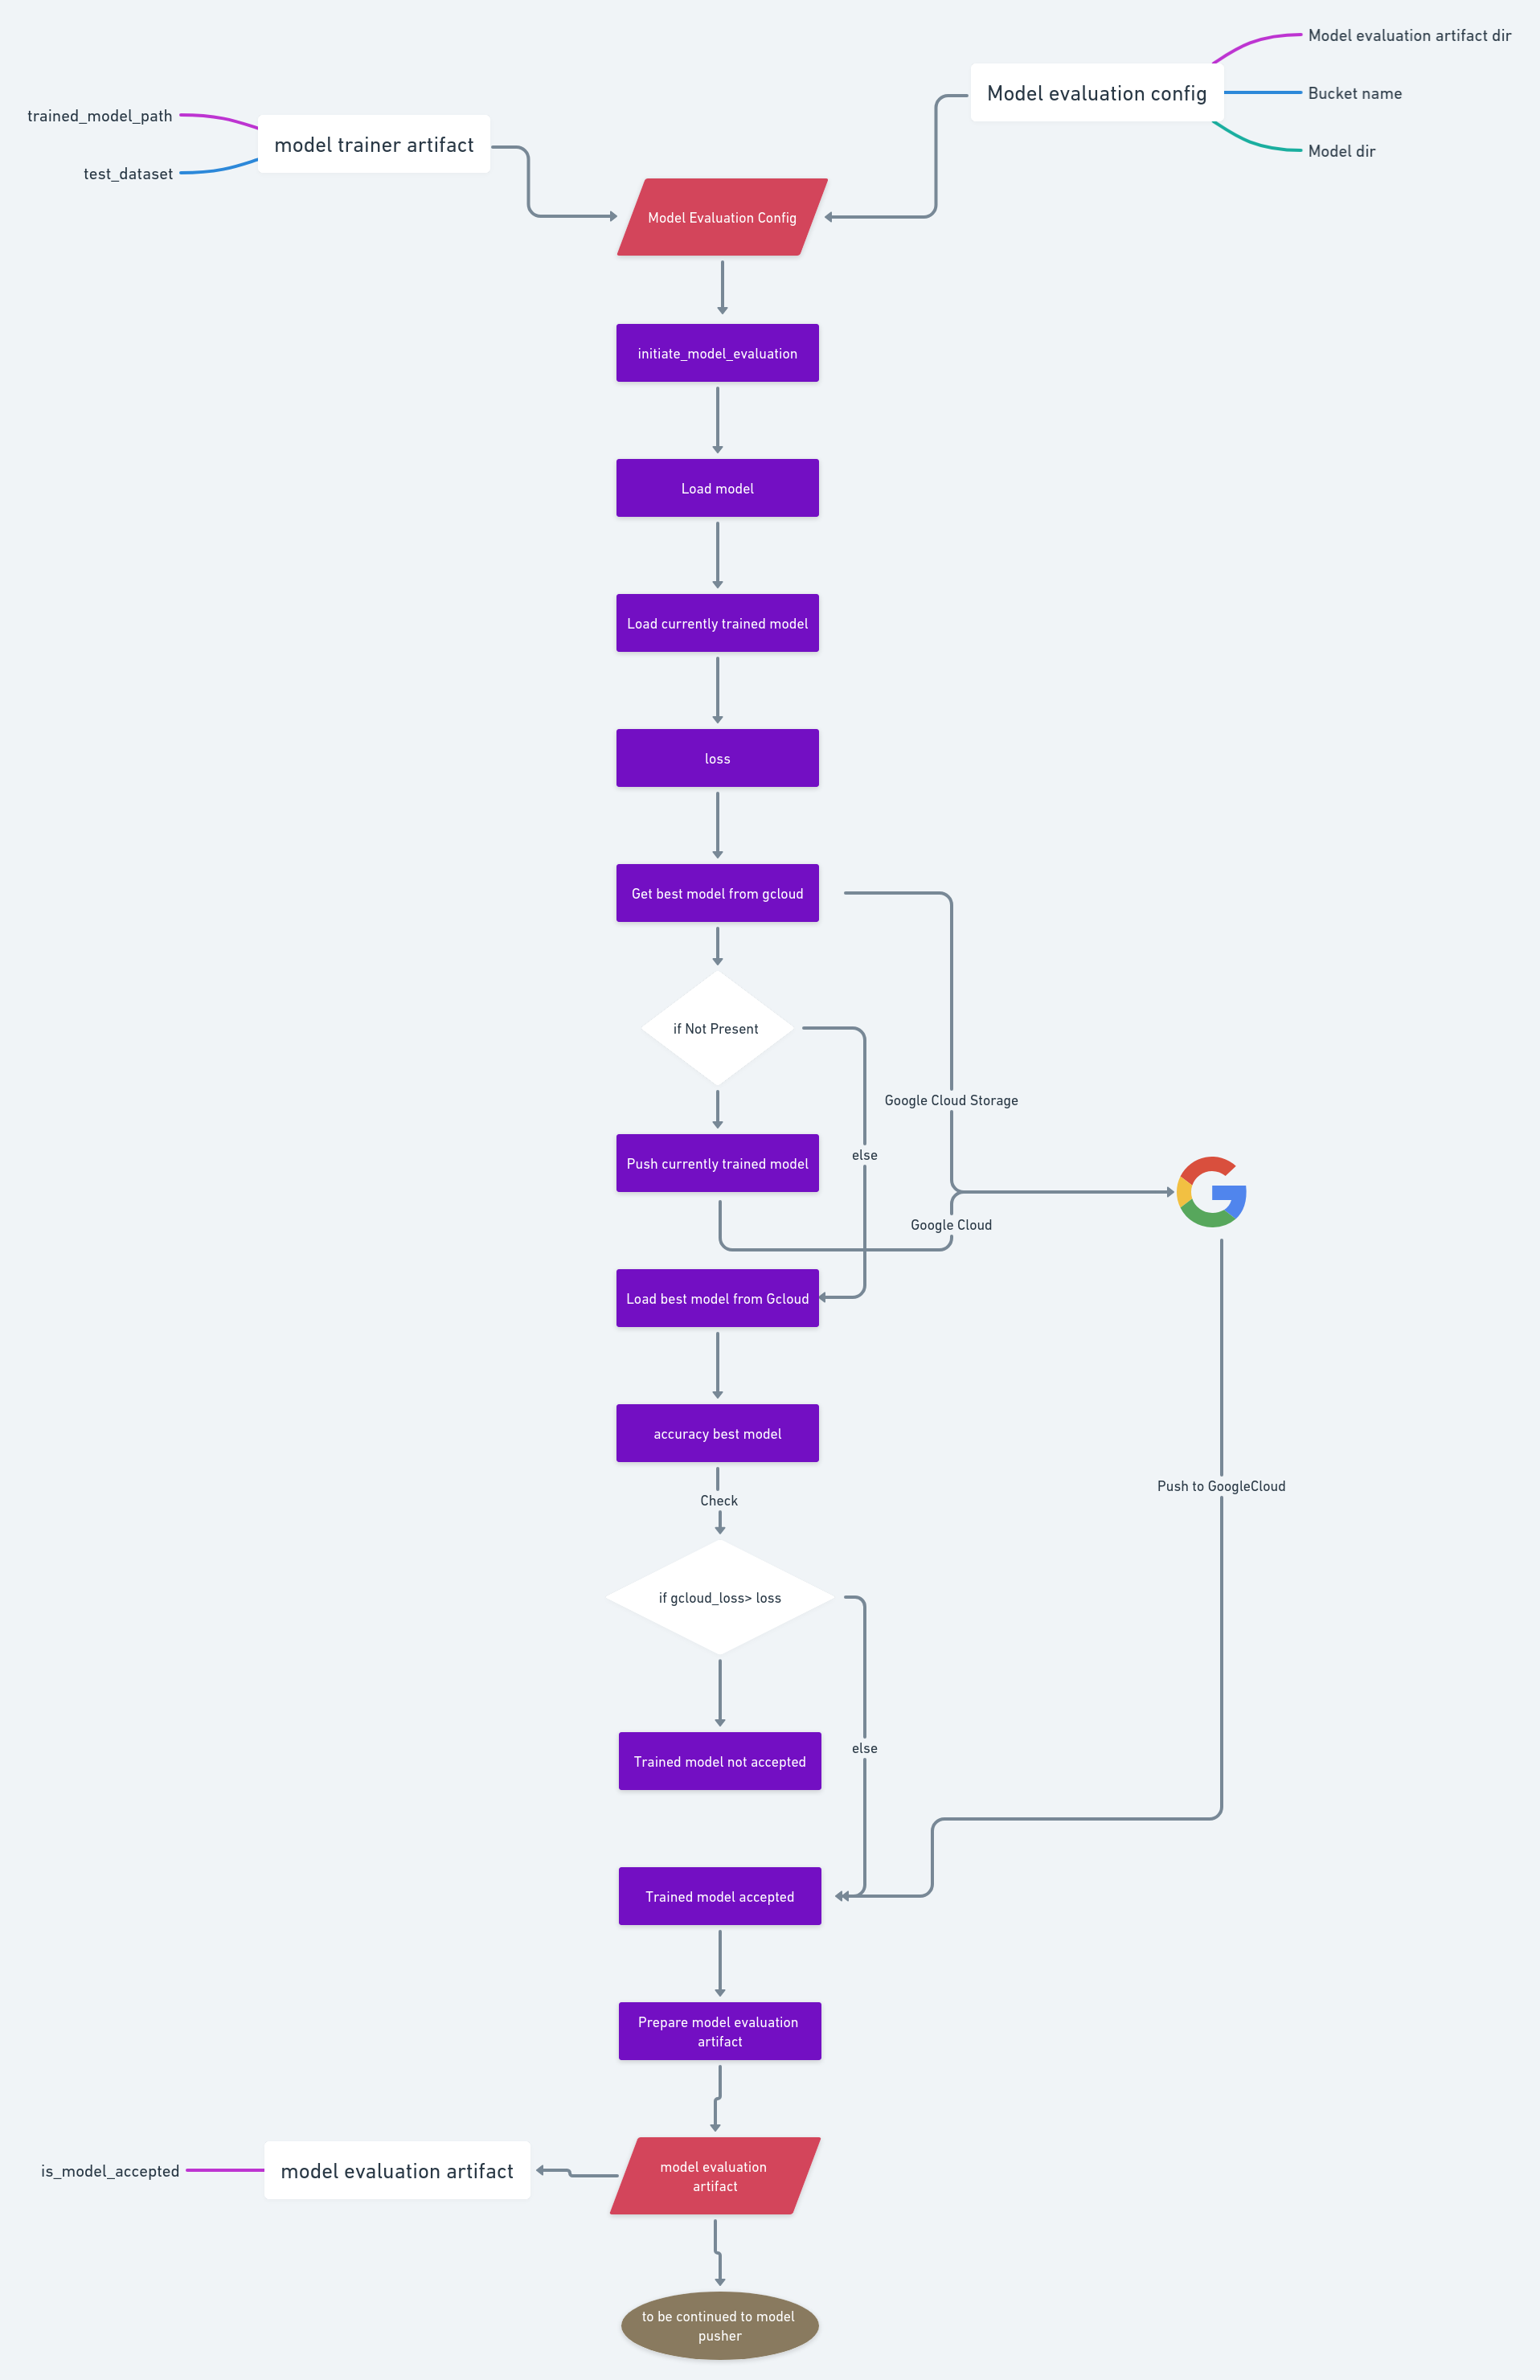 Model evaluation artifact dir
Model evaluation config
Bucket name
Model dir
trained_model_path
model trainer artifact
test_dataset
Model Evaluation Config
initiate_model_evaluation
Load model
Load currently trained model
loss
Get best model from gcloud
if Not Present
Google Cloud Storage
else
Push currently trained model
Google Cloud
Load best model from Gcloud
accuracy best model
Push to GoogleCloud
Check
if gcloud_loss> loss
else
Trained model not accepted
Trained model accepted
Prepare model evaluation
artifact
model evaluation
artifact
is_model_accepted
model evaluation artifact
to be continued to model
pusher